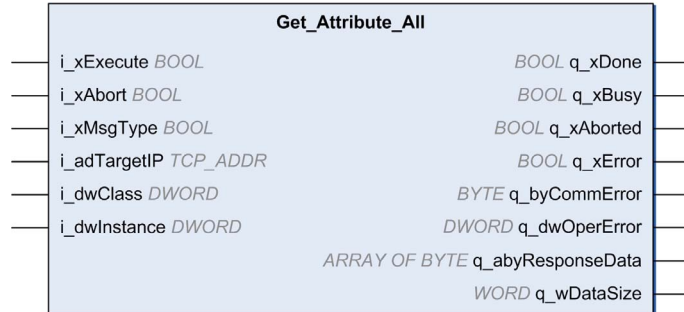 Get_Attribute_All
i_xExecute BOOL BOOL q_xDone
i_xAbort BOOL BOOL q_xBusy
i_xMsgType BOOL BOOL q_xAborted
i_adTargetIP TCP_ADDR BOOL q_xError
i_dwClass DWORD BYTE q_byCommError
i_dwInstance DWORD DWORD q_dwOperError
ARRAY OF BYTE q_abyResponseData
WORD q_wDataSize